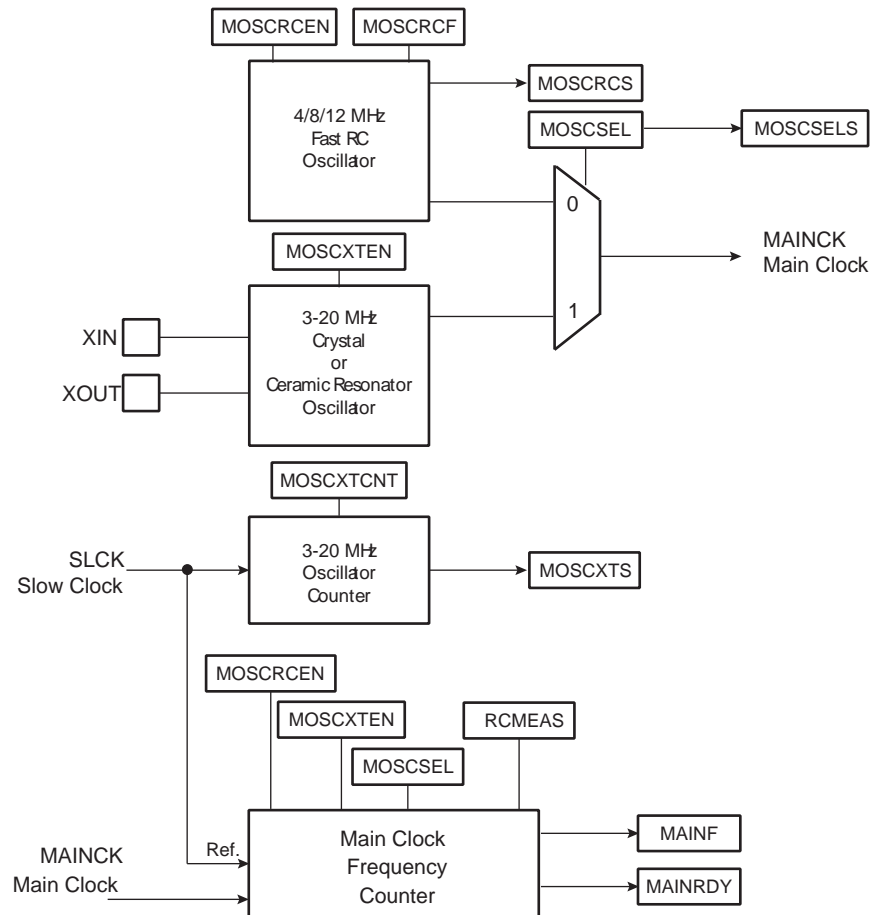 MOSCRCEN
MOSCRCF
4/8/12 MHz
Fast RC
Oscillator
MOSCRCS
MOSCSEL
MOSCSELS
0
MAINCK
Main Clock
1
MOSCXTEN
3-20 MHz
Crystal
or
Ceramic Resonator
Oscillator
XIN
XOUT
MOSCXTCNT
3-20 MHz
Oscillator
Counter
SLCK
Slow Clock
MOSCXTS
MOSCRCEN
MOSCXTEN
RCMEAS
MOSCSEL
Main Clock
Frequency
Counter
Ref.
MAINCK
Main Clock
MAINF
MAINRDY